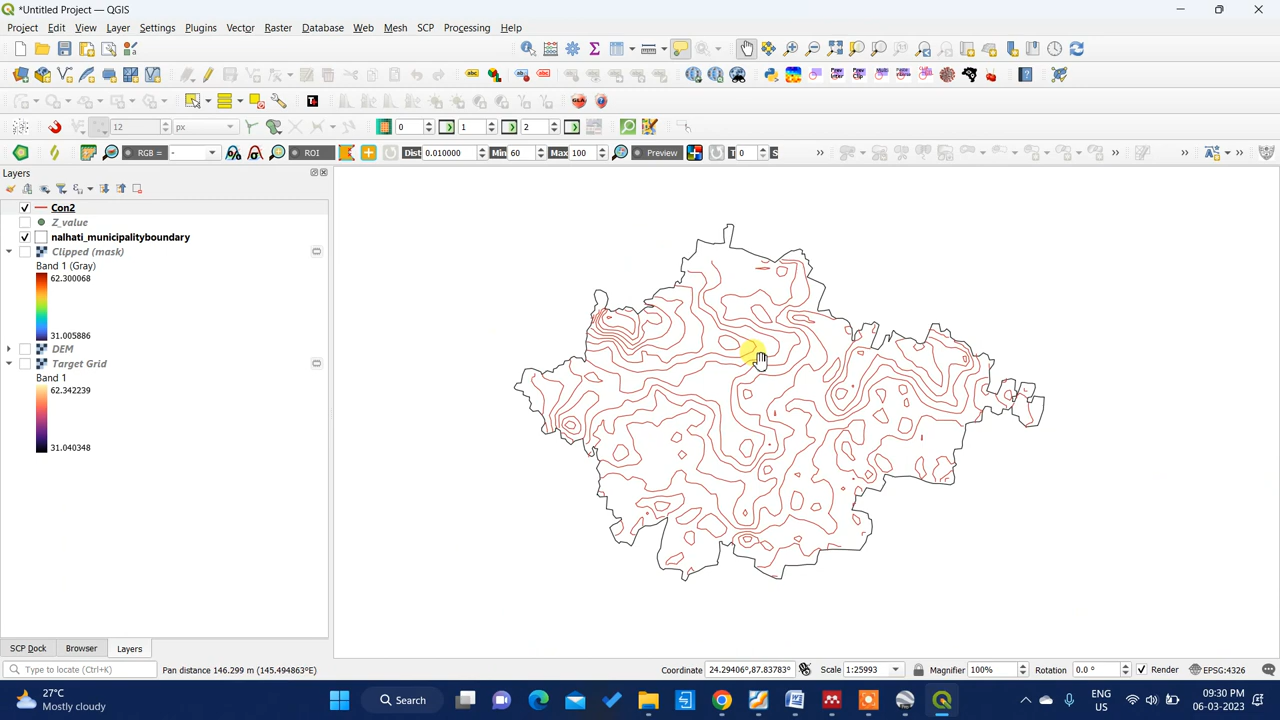 *Untitled Project — QGIS
Project Edit View Layer Settings Plugins Vector Raster Database Web Mesh SCP Processing Help
12 px 0 1 2
RGB = - ROI Dist 0.010000 Min 60 Max 100 Preview T 0 S
Layers
Con2
Z_value
nalhati_municipalityboundary
Clipped (mask)
Band 1 (Gray)
62.300068
31.005886
DEM
Target Grid
Band 1
62.342239
31.040348
SCP Dock Browser Layers
Type to locate (Ctrl+K) Pan distance 146.299 m (145.494863°E) Coordinate 24.29406°,87.83783° Scale 1:25993 Magnifier 100% Rotation 0.0 ° Render EPSG:4326
27°C
Mostly cloudy
Search
ENG
US
09:30 PM
06-03-2023